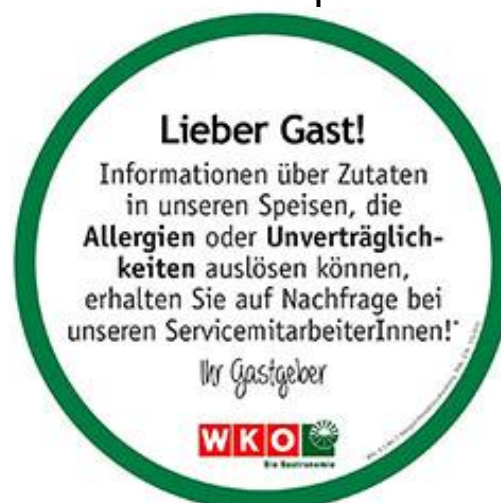 Lieber Gast!
Informationen über Zutaten
in unseren Speisen, die
Allergien oder Unverträglich-
keiten auslösen können,
erhalten Sie auf Nachfrage bei
unseren ServicemitarbeiterInnen!*
Ihr Gastgeber
WKO
Die Gastronomie